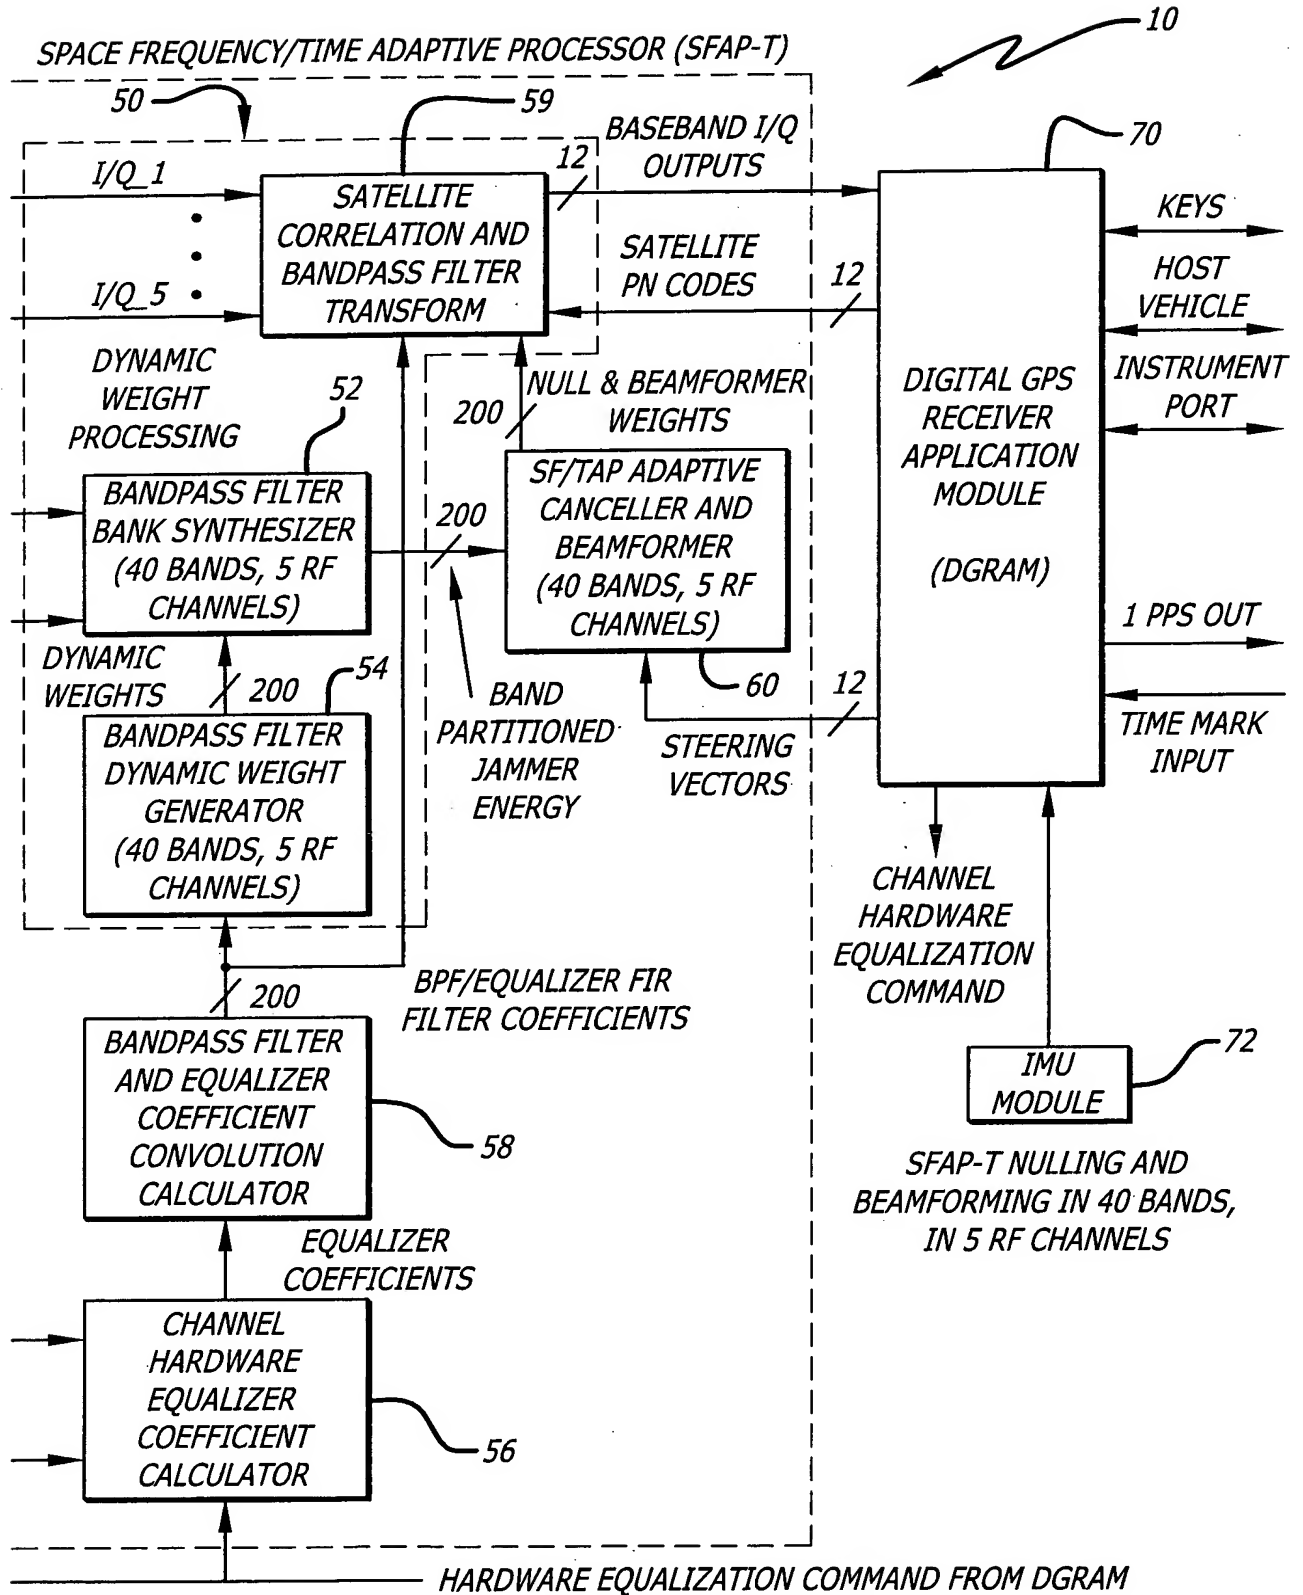 10
SPACE FREQUENCY/TIME ADAPTIVE PROCESSOR (SFAP-T)
50
59
BASEBAND I/Q
OUTPUTS
12
70
I/Q_1
I/Q_5
SATELLITE
CORRELATION AND
BANDPASS FILTER
TRANSFORM
SATELLITE
PN CODES
12
KEYS
HOST
VEHICLE
INSTRUMENT
PORT
DIGITAL GPS
RECEIVER
APPLICATION
MODULE
(DGRAM)
DYNAMIC
WEIGHT
PROCESSING
52
200
NULL & BEAMFORMER
WEIGHTS
BANDPASS FILTER
BANK SYNTHESIZER
(40 BANDS, 5 RF
CHANNELS)
200
SF/TAP ADAPTIVE
CANCELLER AND
BEAMFORMER
(40 BANDS, 5 RF
CHANNELS)
1 PPS OUT
TIME MARK
INPUT
DYNAMIC
WEIGHTS
200
54
60
12
BAND
PARTITIONED
JAMMER
ENERGY
STEERING
VECTORS
BANDPASS FILTER
DYNAMIC WEIGHT
GENERATOR
(40 BANDS, 5 RF
CHANNELS)
CHANNEL
HARDWARE
EQUALIZATION
COMMAND
200
BPF/EQUALIZER FIR
FILTER COEFFICIENTS
BANDPASS FILTER
AND EQUALIZER
COEFFICIENT
CONVOLUTION
CALCULATOR
58
IMU
MODULE
72
SFAP-T NULLING AND
BEAMFORMING IN 40 BANDS,
IN 5 RF CHANNELS
EQUALIZER
COEFFICIENTS
CHANNEL
HARDWARE
EQUALIZER
COEFFICIENT
CALCULATOR
56
HARDWARE EQUALIZATION COMMAND FROM DGRAM